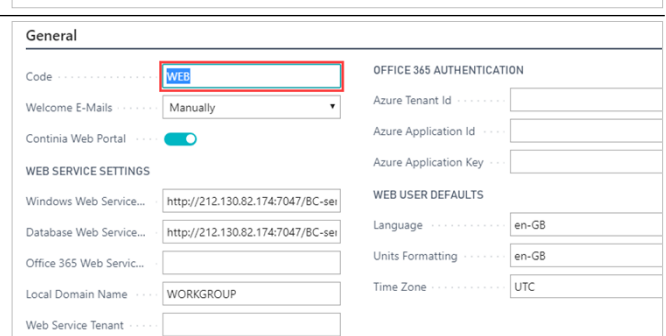 General
Code WEB
Welcome E-Mails Manually
Continia Web Portal
WEB SERVICE SETTINGS
Windows Web Service... http://212.130.82.174:7047/BC-ser
Database Web Service... http://212.130.82.174:7047/BC-ser
Office 365 Web Servic...
Local Domain Name WORKGROUP
Web Service Tenant
OFFICE 365 AUTHENTICATION
Azure Tenant Id
Azure Application Id
Azure Application Key
WEB USER DEFAULTS
Language en-GB
Units Formatting en-GB
Time Zone UTC